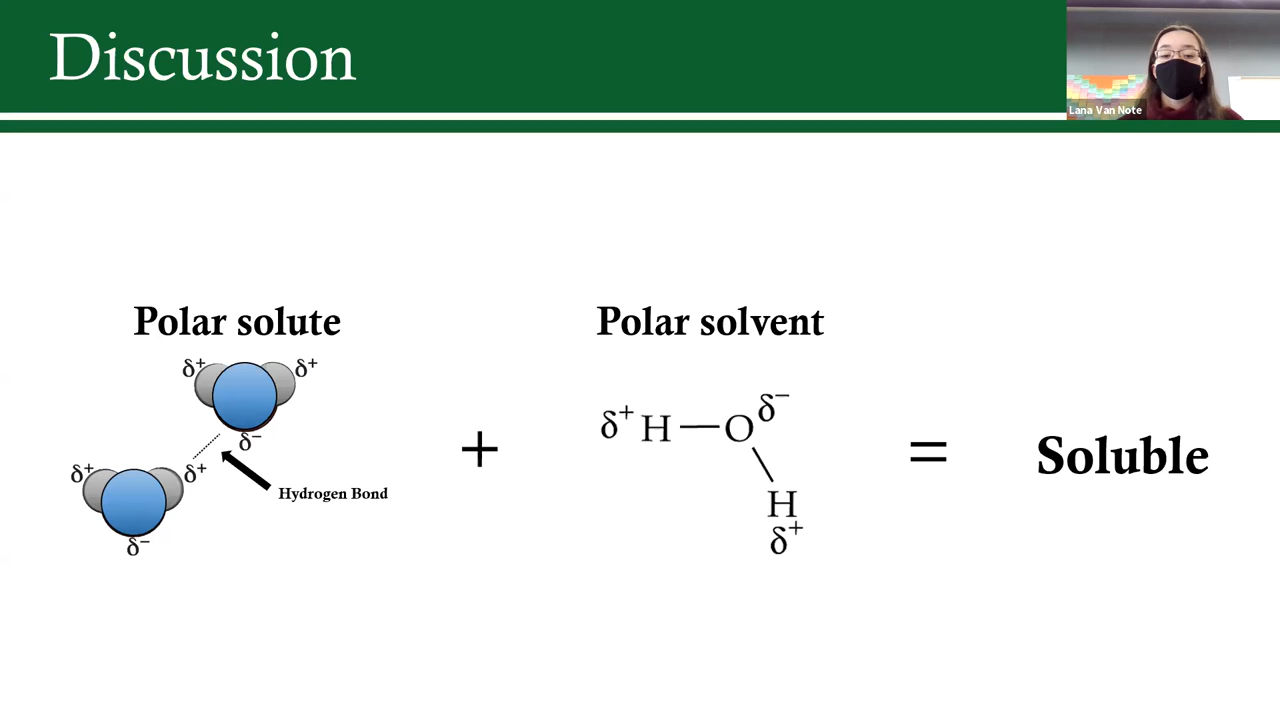 Discussion
Lana Van Note
Polar solute
δ+ δ+
δ−
δ+ δ+
Hydrogen Bond
δ−
+
Polar solvent
δ+ H—O δ−
H
δ+
=
Soluble